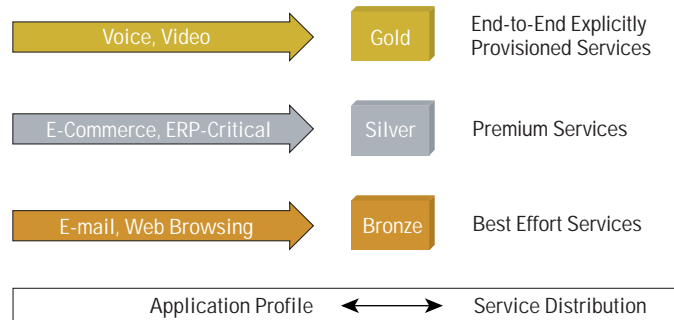 Voice, Video
Gold
End-to-End Explicitly
Provisioned Services
E-Commerce, ERP-Critical
Silver
Premium Services
E-mail, Web Browsing
Bronze
Best Effort Services
Application Profile
Service Distribution